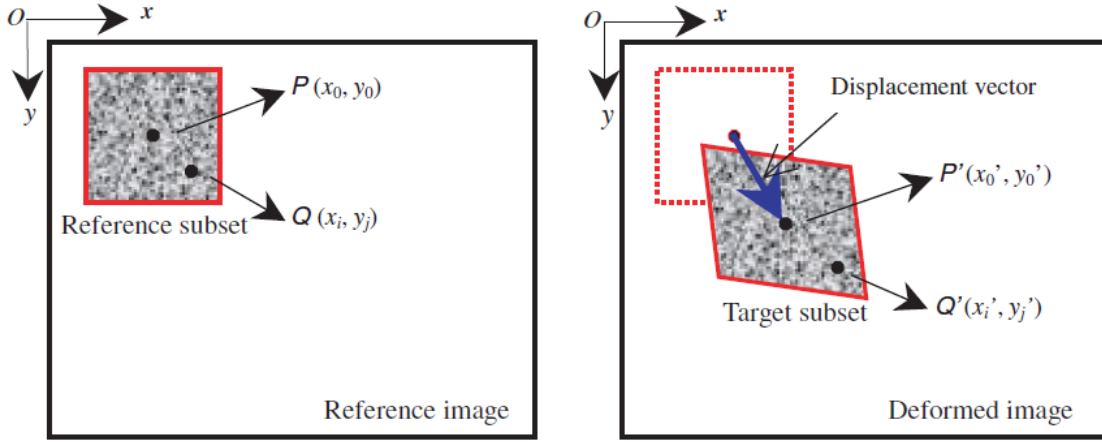 O x
y
P (x₀, y₀)
Q (xᵢ, yⱼ)
Reference subset
Reference image
O x
y
Displacement vector
P’(x₀’, y₀’)
Q’(xᵢ’, yⱼ’)
Target subset
Deformed image